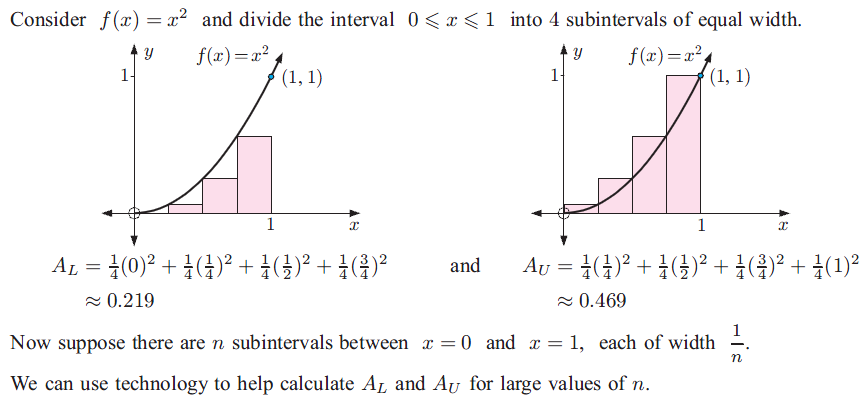 Consider f(x) = x² and divide the interval 0 ⩽ x ⩽ 1 into 4 subintervals of equal width.
y
f(x) = x²
1
(1, 1)
1
x
y
f(x) = x²
1
(1, 1)
1
x
A_L = ¼(0)² + ¼(¼)² + ¼(½)² + ¼(¾)² and A_U = ¼(¼)² + ¼(½)² + ¼(¾)² + ¼(1)²
≈ 0.219 ≈ 0.469
Now suppose there are n subintervals between x = 0 and x = 1, each of width 1/n.
We can use technology to help calculate A_L and A_U for large values of n.